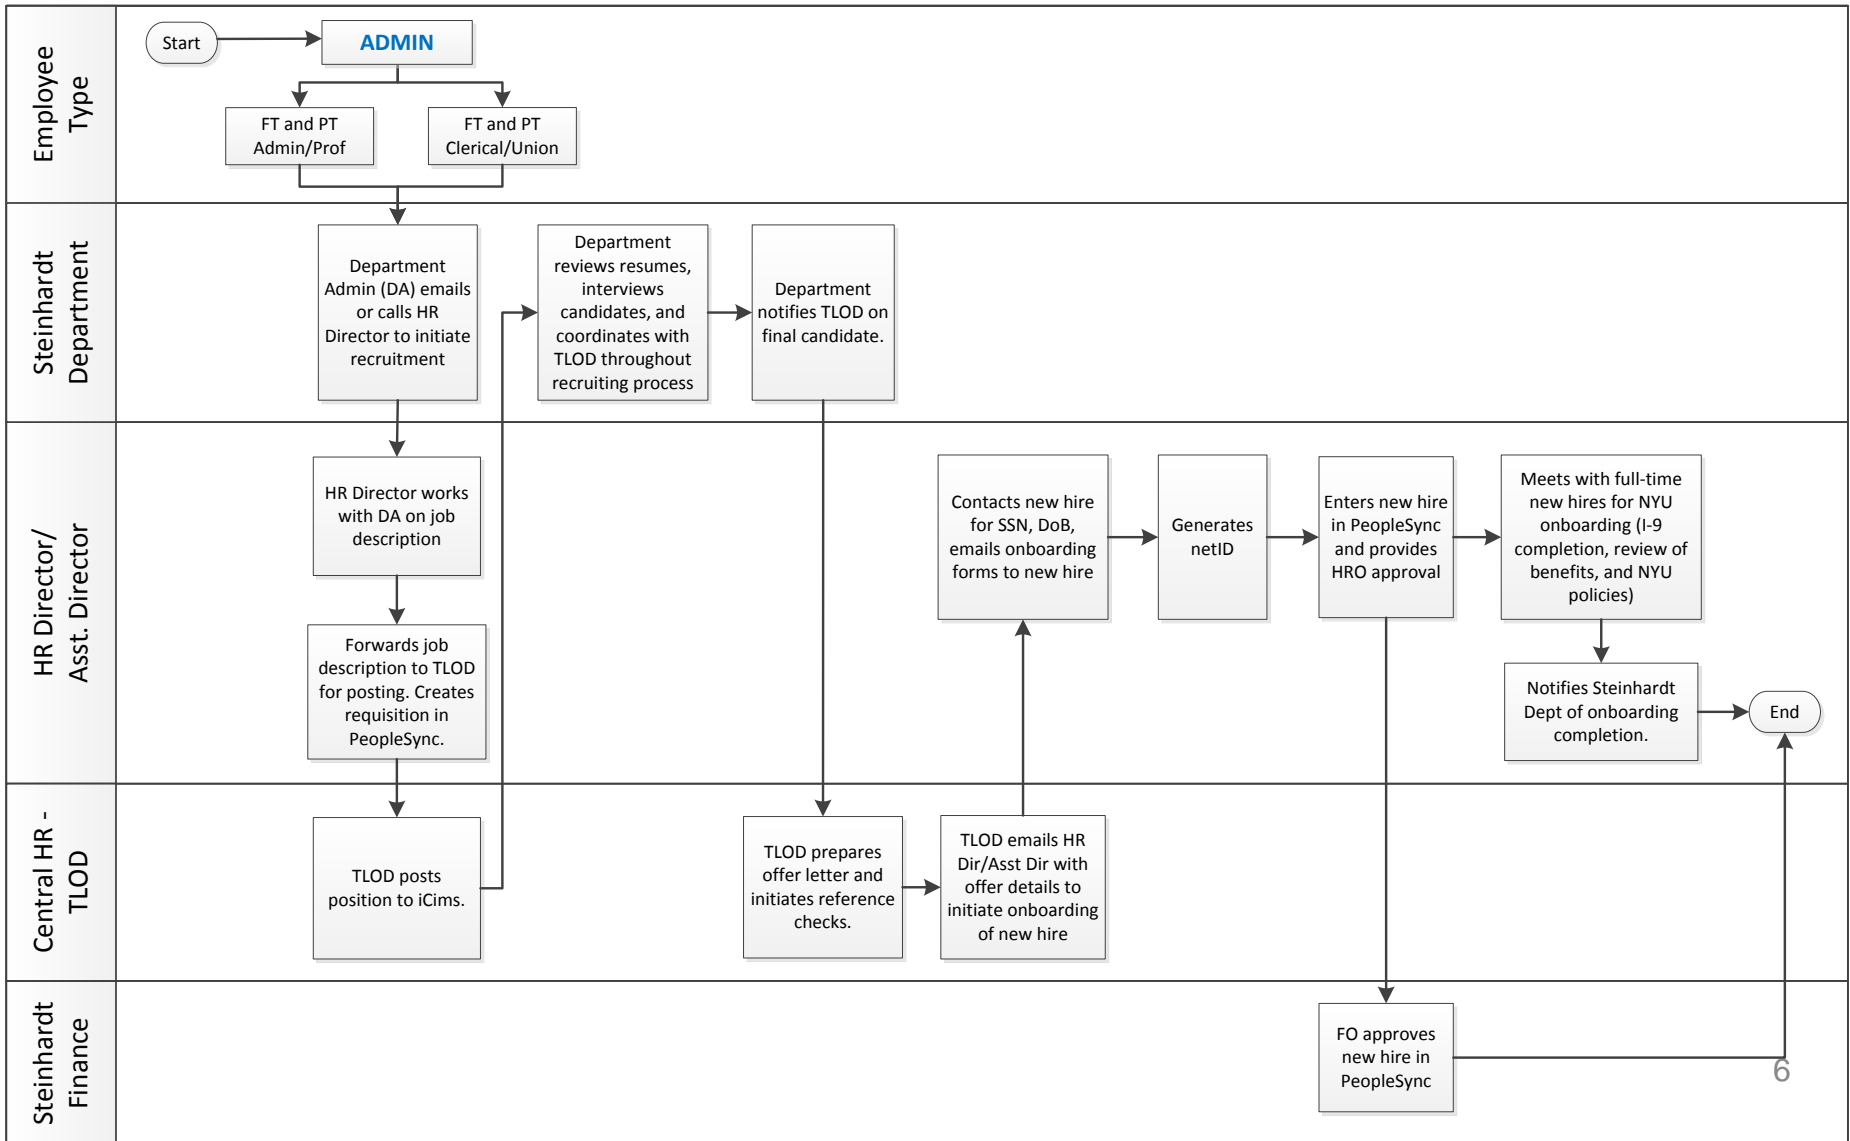 Employee
Type
Start
ADMIN
FT and PT
Admin/Prof
FT and PT
Clerical/Union
Steinhardt
Department
Department
Admin (DA) emails
or calls HR
Director to initiate
recruitment
Department
reviews resumes,
interviews
candidates, and
coordinates with
TLOD throughout
recruiting process
Department
notifies TLOD on
final candidate.
HR Director/
Asst. Director
HR Director works
with DA on job
description
Forwards job
description to TLOD
for posting. Creates
requisition in
PeopleSync.
Contacts new hire
for SSN, DoB,
emails onboarding
forms to new hire
Generates
netID
Enters new hire
in PeopleSync
and provides
HRO approval
Meets with full-time
new hires for NYU
onboarding (I-9
completion, review of
benefits, and NYU
policies)
Notifies Steinhardt
Dept of onboarding
completion.
End
Central HR -
TLOD
TLOD posts
position to iCims.
TLOD prepares
offer letter and
initiates reference
checks.
TLOD emails HR
Dir/Asst Dir with
offer details to
initiate onboarding
of new hire
Steinhardt
Finance
FO approves
new hire in
PeopleSync
6